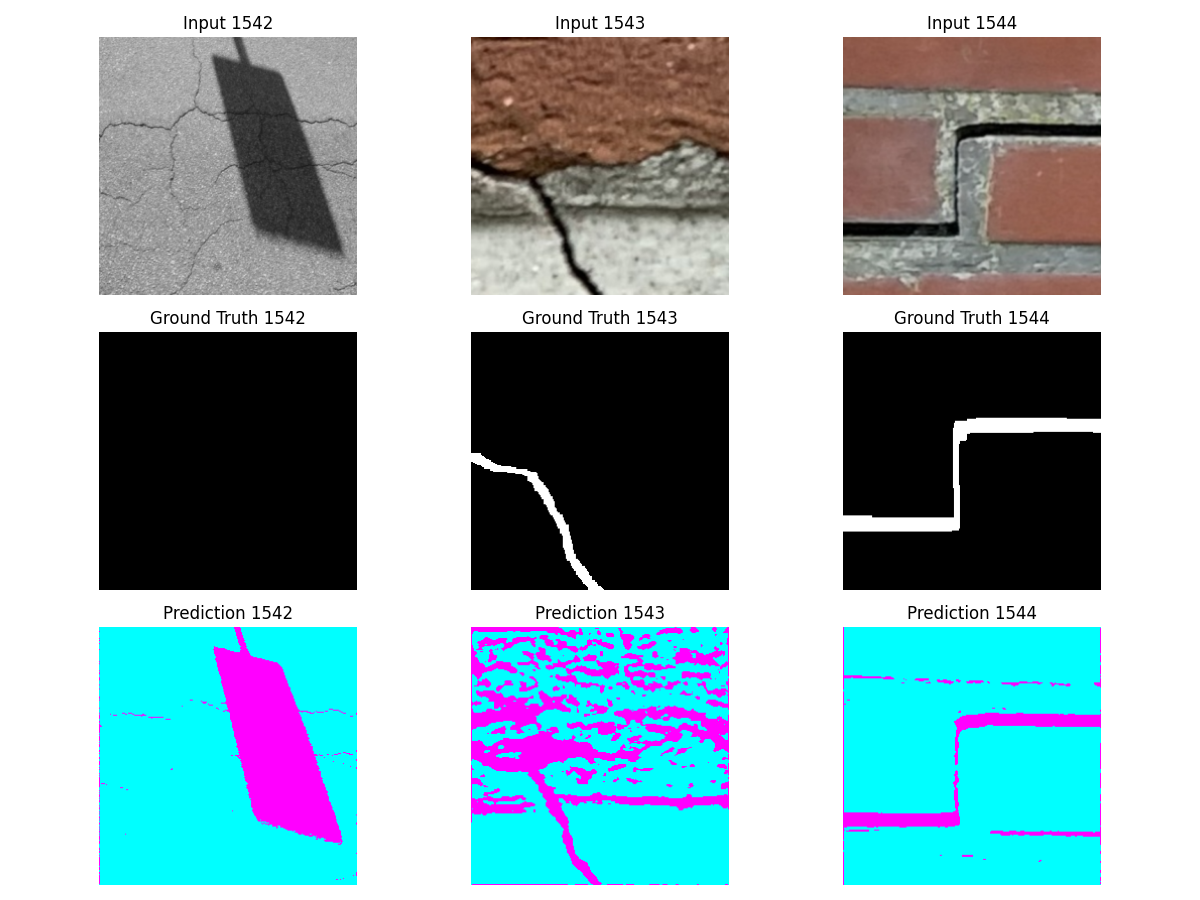 Input 1542
Input 1543
Input 1544
Ground Truth 1542
Ground Truth 1543
Ground Truth 1544
Prediction 1542
Prediction 1543
Prediction 1544